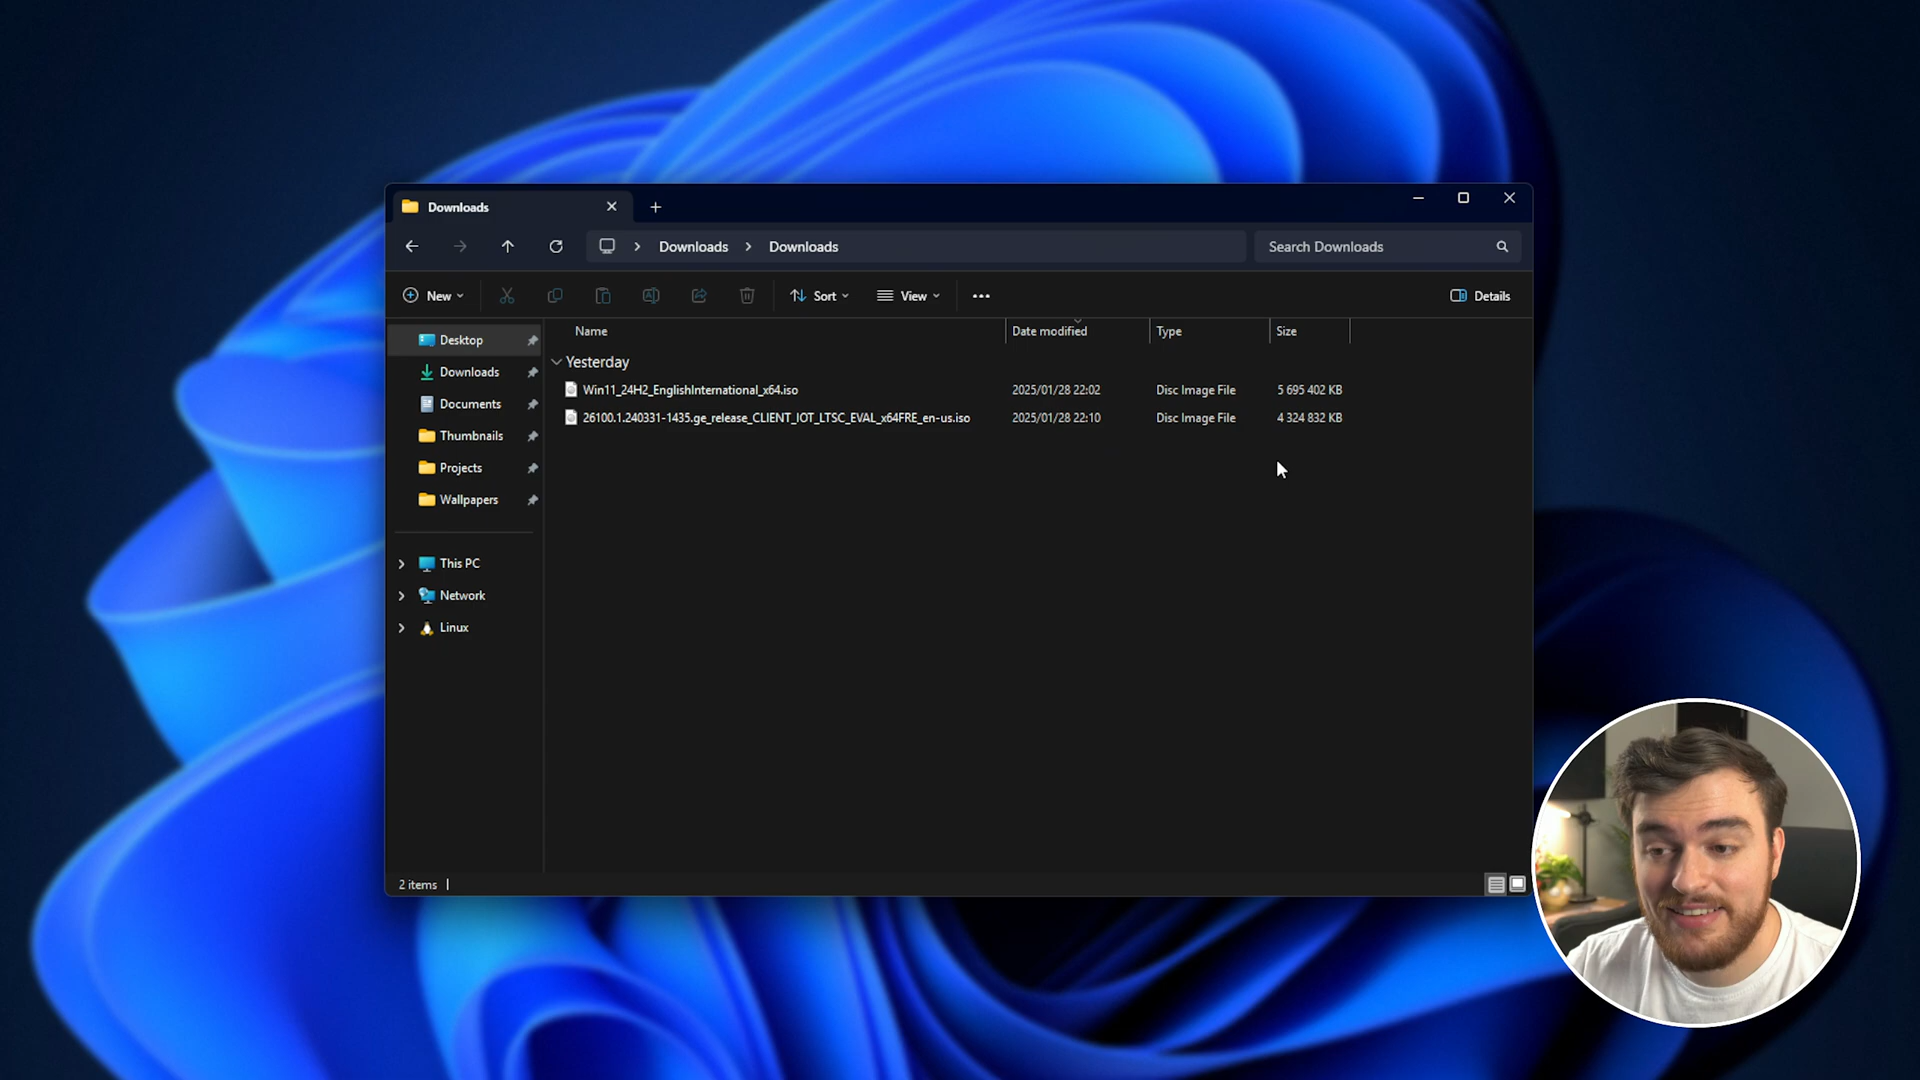 Downloads
Downloads Downloads
Search Downloads
New Sort View Details
Name Date modified Type Size
Desktop
Downloads
Documents
Thumbnails
Projects
Wallpapers
This PC
Network
Linux
Yesterday
Win11_24H2_EnglishInternational_x64.iso 2025/01/28 22:02 Disc Image File 5 695 402 KB
26100.1.240331-1435.ge_release_CLIENT_IOT_LTSC_EVAL_x64FRE_en-us.iso 2025/01/28 22:10 Disc Image File 4 324 832 KB
2 items